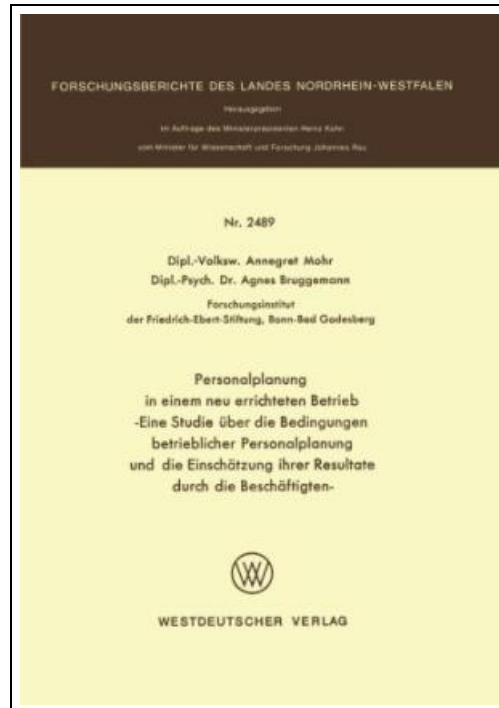 FORSCHUNGSBERICHTE DES LANDES NORDRHEIN-WESTFALEN
Herausgegeben
im Auftrage des Ministerpräsidenten Heinz Kühn
vom Minister für Wissenschaft und Forschung Johannes Rau
Nr. 2489
Dipl.-Volksw. Annegret Mohr
Dipl.-Psych. Dr. Agnes Bruggemann
Forschungsinstitut
der Friedrich-Ebert-Stiftung, Bonn-Bad Godesberg
Personalplanung
in einem neu errichteten Betrieb
-Eine Studie über die Bedingungen
betrieblicher Personalplanung
und die Einschätzung ihrer Resultate
durch die Beschäftigten-
WESTDEUTSCHER VERLAG